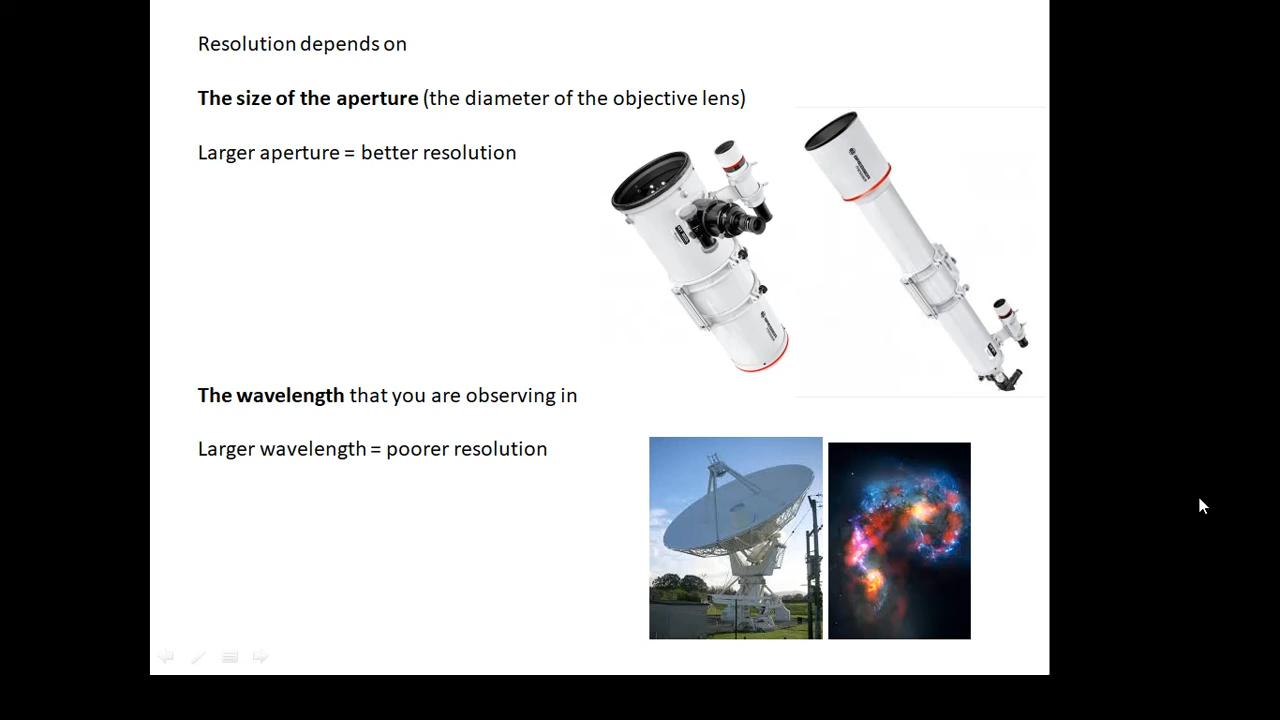 Resolution depends on
The size of the aperture (the diameter of the objective lens)
Larger aperture = better resolution
The wavelength that you are observing in
Larger wavelength = poorer resolution